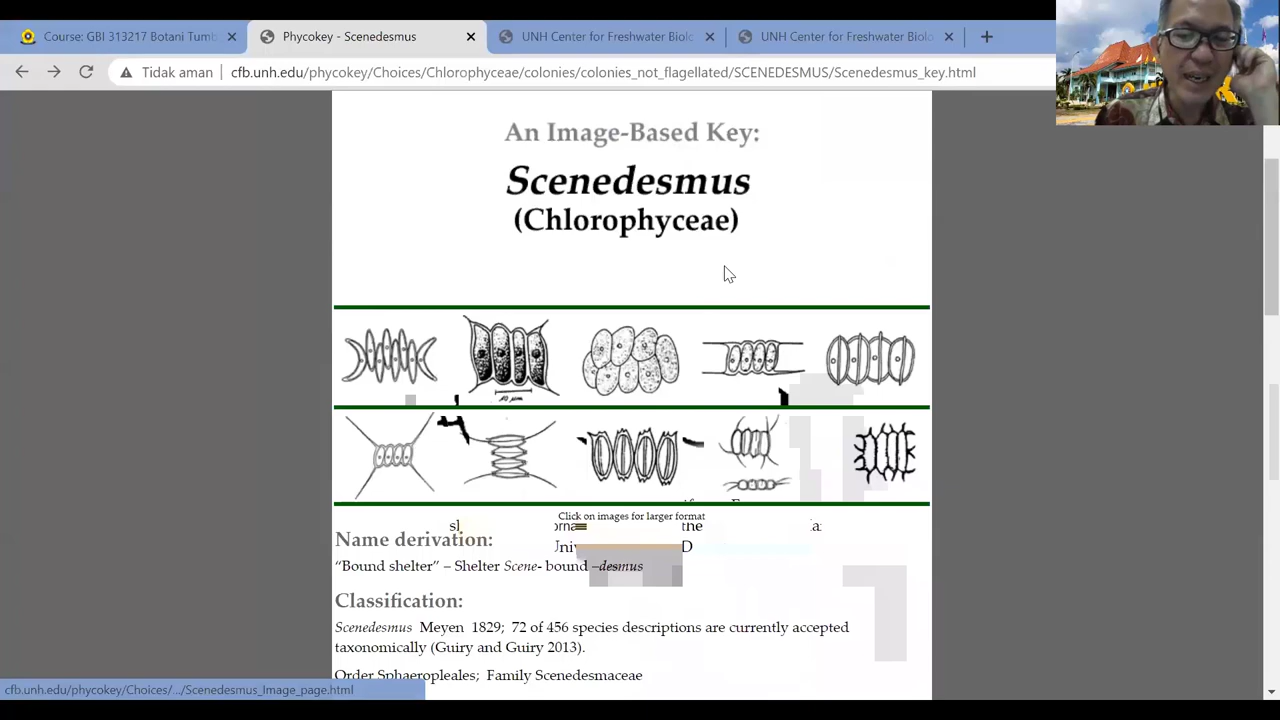 Course: GBI 313217 Botani Tumb
Phycokey - Scenedesmus
UNH Center for Freshwater Biolo
UNH Center for Freshwater Biolo
Tidak aman
cfb.unh.edu/phycokey/Choices/Chlorophyceae/colonies/colonies_not_flagellated/SCENEDESMUS/Scenedesmus_key.html
An Image-Based Key:
Scenedesmus
(Chlorophyceae)
Click on images for larger format
the
Name derivation:
“Bound shelter” – Shelter Scene- bound –desmus
Classification:
Scenedesmus Meyen 1829; 72 of 456 species descriptions are currently accepted
taxonomically (Guiry and Guiry 2013).
Order Sphaeropleales; Family Scenedesmaceae
cfb.unh.edu/phycokey/Choices/.../Scenedesmus_Image_page.html